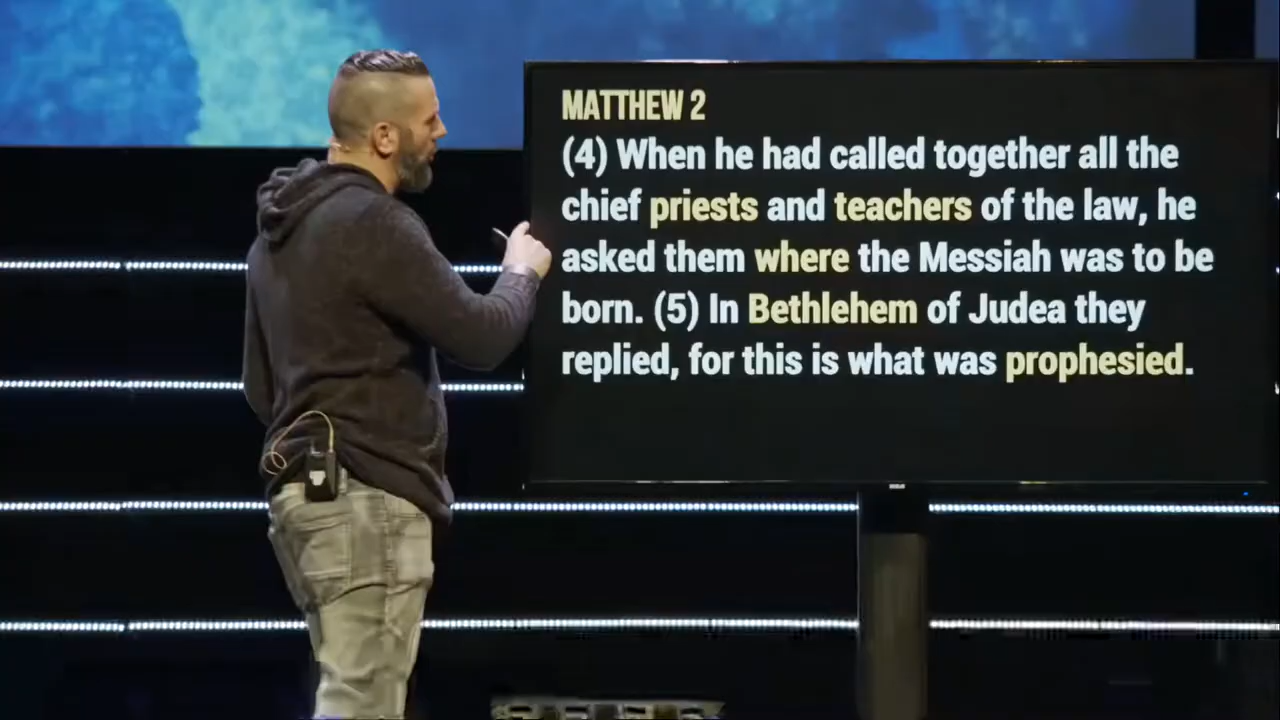 MATTHEW 2
(4) When he had called together all the
chief priests and teachers of the law, he
asked them where the Messiah was to be
born. (5) In Bethlehem of Judea they
replied, for this is what was prophesied.